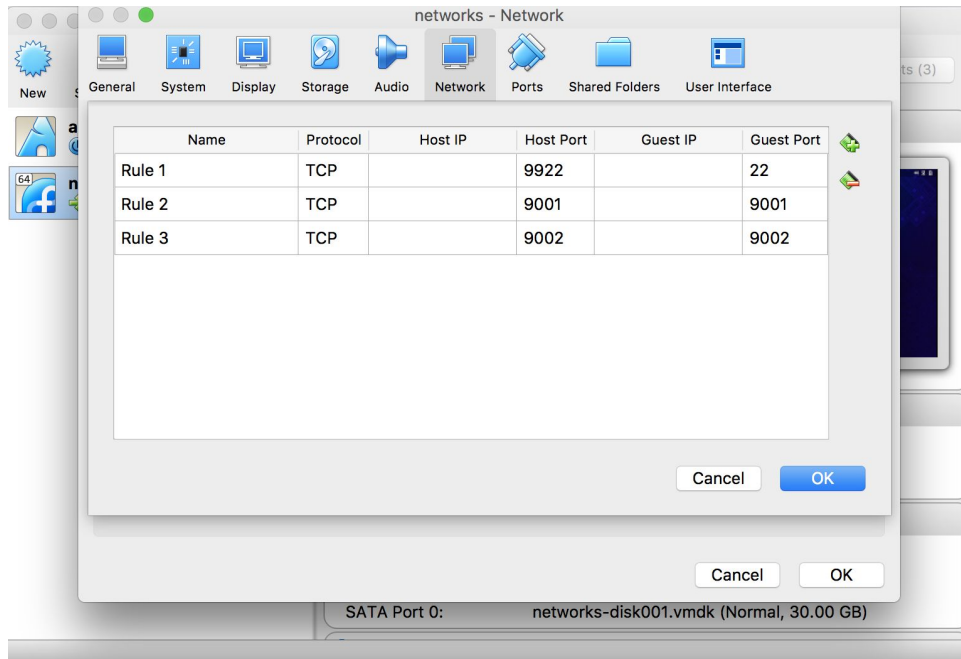 networks - Network
ts (3)
New
General System Display Storage Audio Network Ports Shared Folders User Interface
a
64
n
Name Protocol Host IP Host Port Guest IP Guest Port
Rule 1 TCP 9922 22
Rule 2 TCP 9001 9001
Rule 3 TCP 9002 9002
Cancel OK
Cancel OK
SATA Port 0: networks-disk001.vmdk (Normal, 30.00 GB)